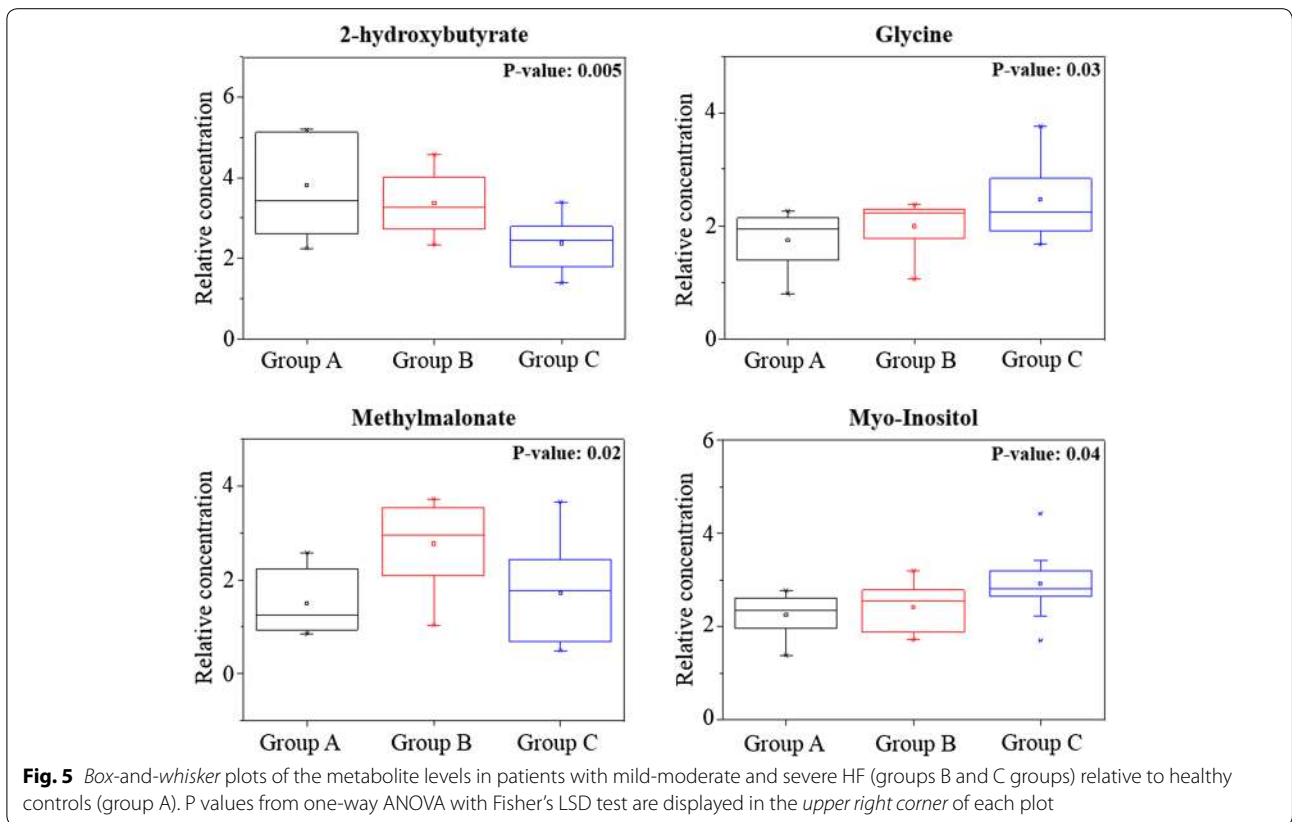 2-hydroxybutyrate
P-value: 0.005
Relative concentration
6
4
2
0
Group A
Group B
Group C
Glycine
P-value: 0.03
Relative concentration
4
2
0
Group A
Group B
Group C
Methylmalonate
P-value: 0.02
Relative concentration
4
2
0
Group A
Group B
Group C
Myo-Inositol
P-value: 0.04
Relative concentration
6
4
2
0
Group A
Group B
Group C
Fig. 5 Box-and-whisker plots of the metabolite levels in patients with mild-moderate and severe HF (groups B and C groups) relative to healthy
controls (group A). P values from one-way ANOVA with Fisher's LSD test are displayed in the upper right corner of each plot